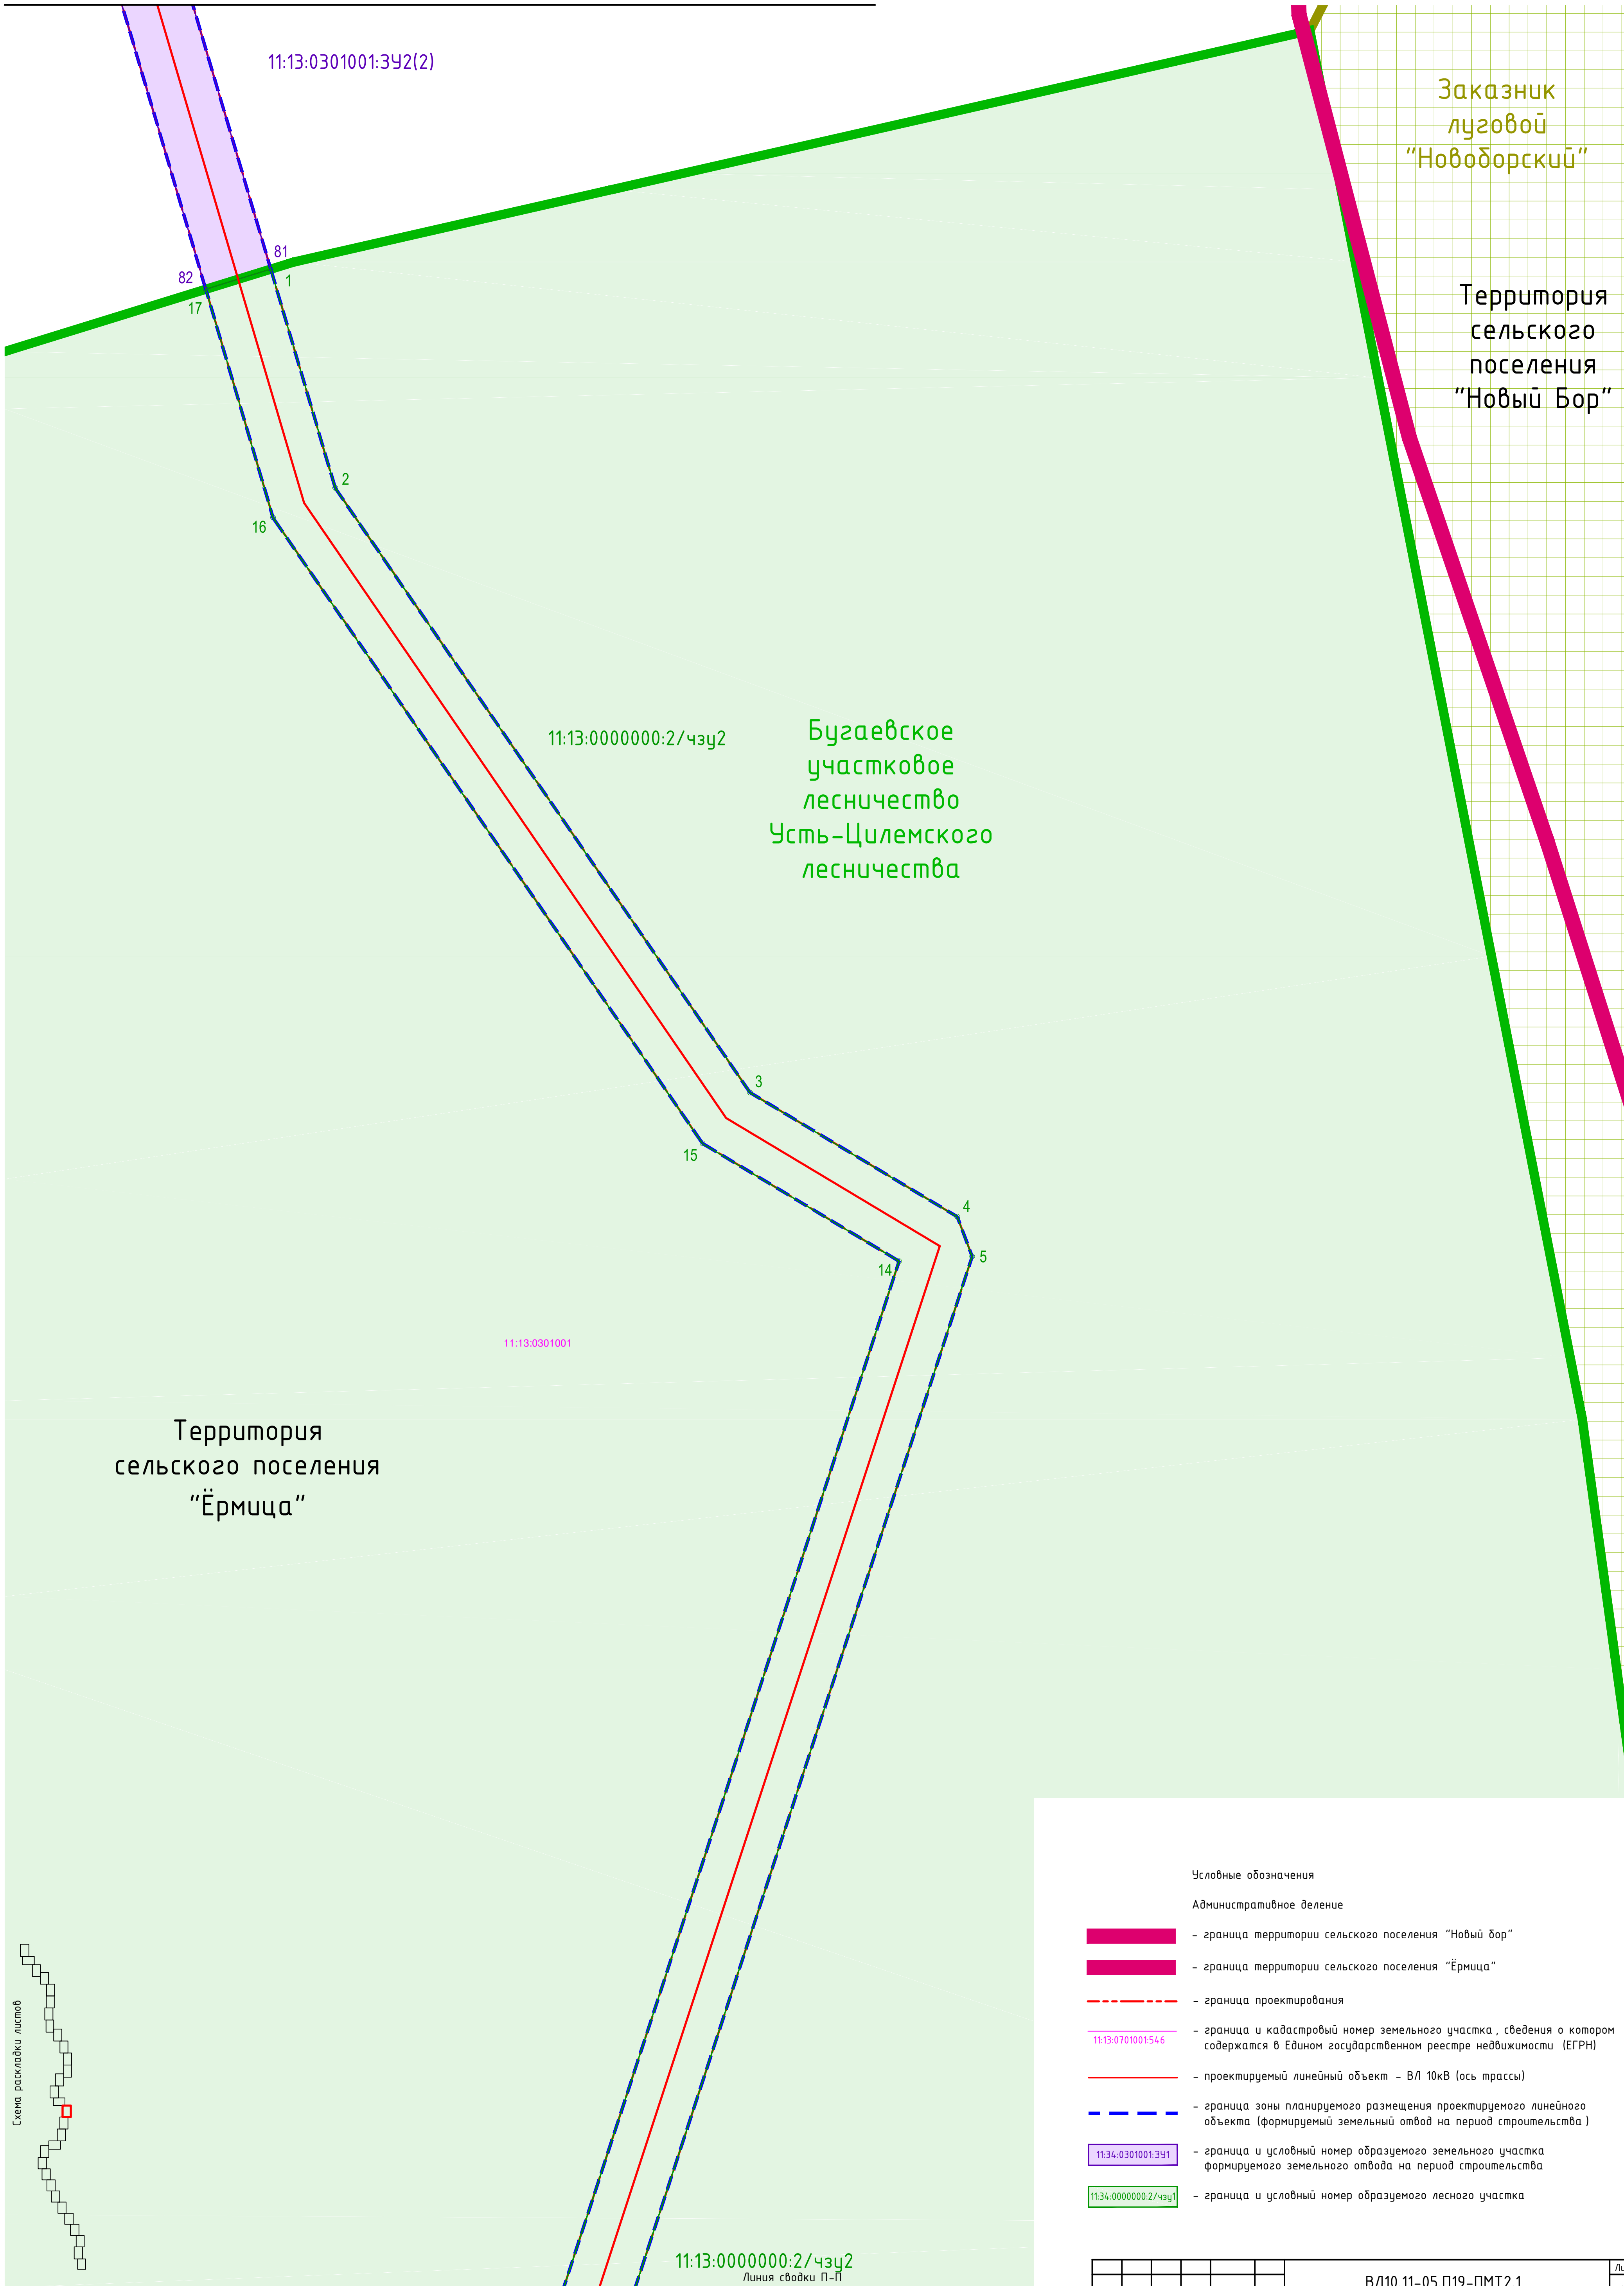 11:13:0301001:ЗУ2(2)
Заказник
луговой
"Новоборский"
81
82
1
17
Территория
сельского
поселения
"Новый Бор"
2
16
11:13:0000000:2/чзу2
Бугаевское
участковое
лесничество
Усть-Цилемского
лесничества
3
15
4
5
14
11:13:0301001
Территория
сельского поселения
"Ёрмица"
Схема раскладки листов
Условные обозначения
Административное деление
- граница территории сельского поселения "Новый бор"
- граница территории сельского поселения "Ёрмица"
- граница проектирования
11:13:0701001:546
- граница и кадастровый номер земельного участка, сведения о котором
содержатся в Едином государственном реестре недвижимости (ЕГРН)
- проектируемый линейный объект - ВЛ 10кВ (ось трассы)
- граница зоны планируемого размещения проектируемого линейного
объекта (формируемый земельный отвод на период строительства)
11:34:0301001:ЗУ1
- граница и условный номер образуемого земельного участка
формируемого земельного отвода на период строительства
11:34:0000000:2/чзу1
- граница и условный номер образуемого лесного участка
11:13:0000000:2/чзу2
Линия сводки П-П
ВЛ10.11-05.П19-ПМТ2.1